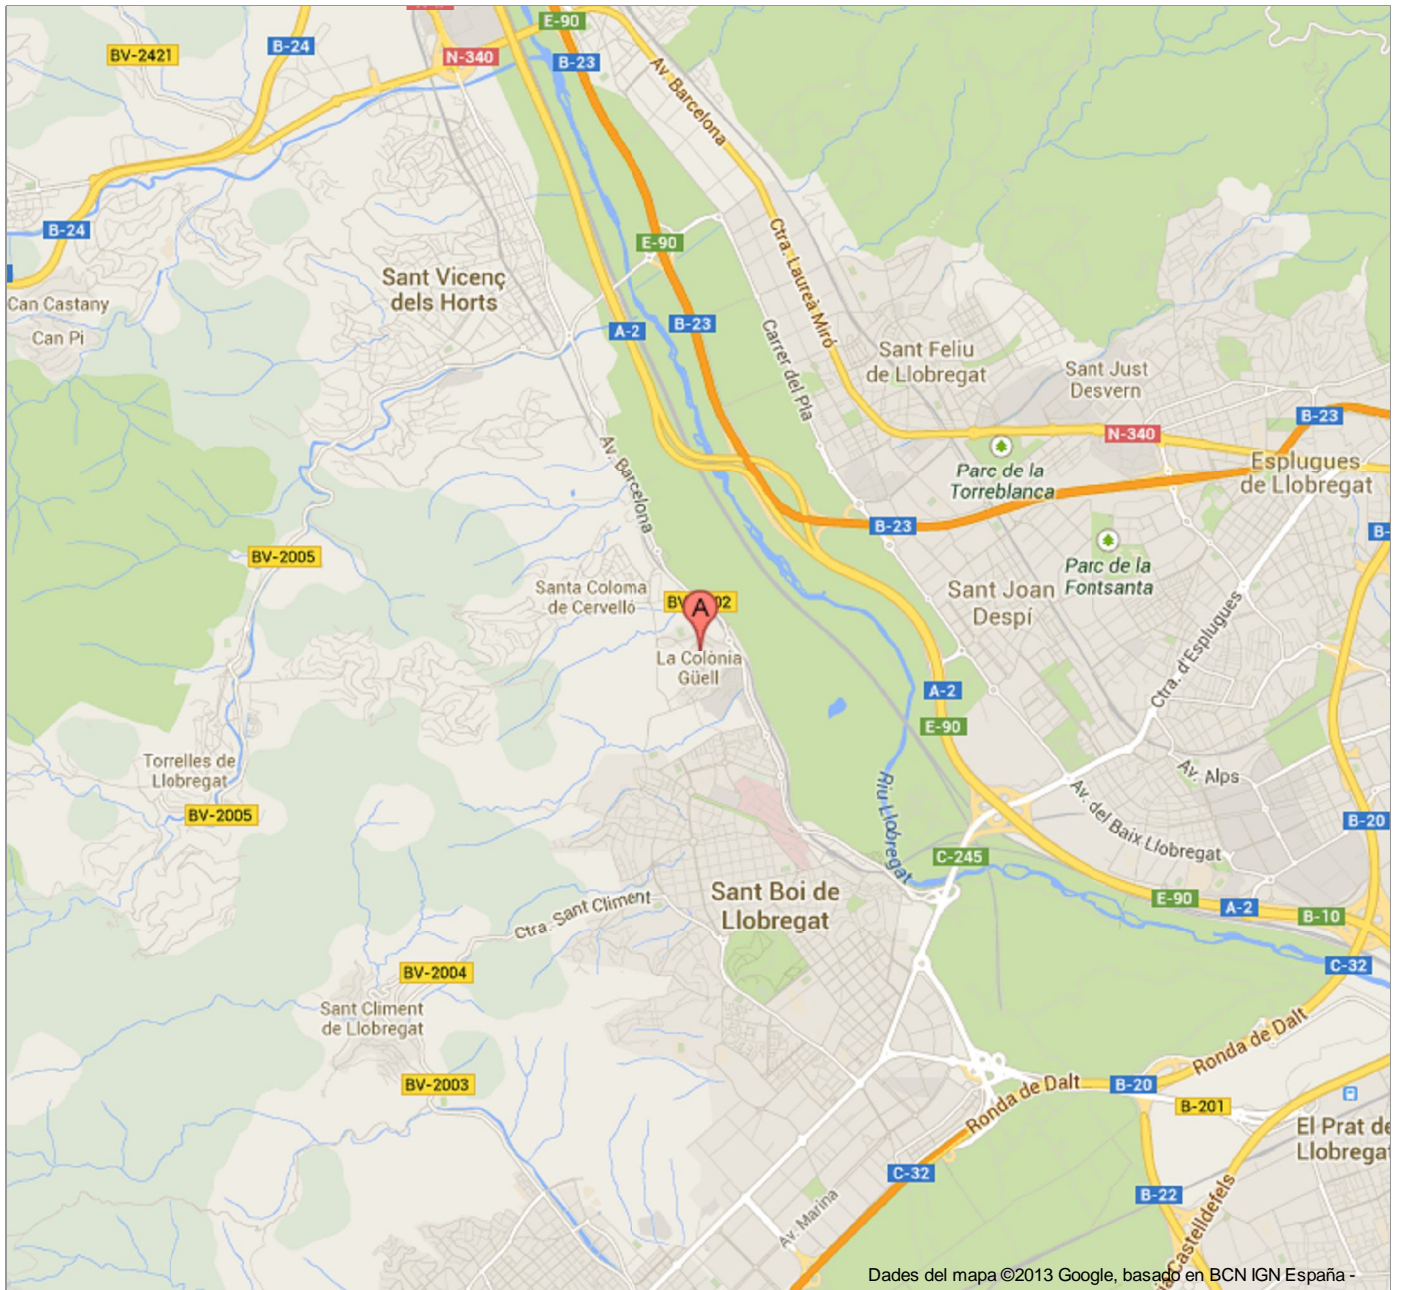 E-90
BV-2421
B-24
N-340
B-23
Av. Barcelona
B-24
E-90
Ctra. Laureà Miró
Sant Vicenç
dels Horts
Can Castany
Can Pi
A-2
B-23
Carrer del Pla
Sant Feliu
de Llobregat
Sant Just
Desvern
B-23
N-340
Parc de la
Torreblanca
Esplugues
de Llobregat
Av. Barcelona
B-23
BV-2005
Parc de la
Fontsanta
Santa Coloma
de Cervelló
A
Sant Joan
Despí
La Colònia
Güell
Ctra. d'Esplugues
A-2
E-90
Torrelles de
Llobregat
Av. Alps
BV-2005
Riu Llobregat
Av. del Baix Llobregat
B-20
C-245
Sant Boi de
Llobregat
E-90
A-2
B-10
Ctra. Sant Climent
C-32
BV-2004
Sant Climent
de Llobregat
Ronda de Dalt
BV-2003
Ronda de Dalt
B-20
B-201
El Prat de
Llobregat
C-32
B-22
Av. Marina
Castelldefels
Dades del mapa ©2013 Google, basado en BCN IGN España -